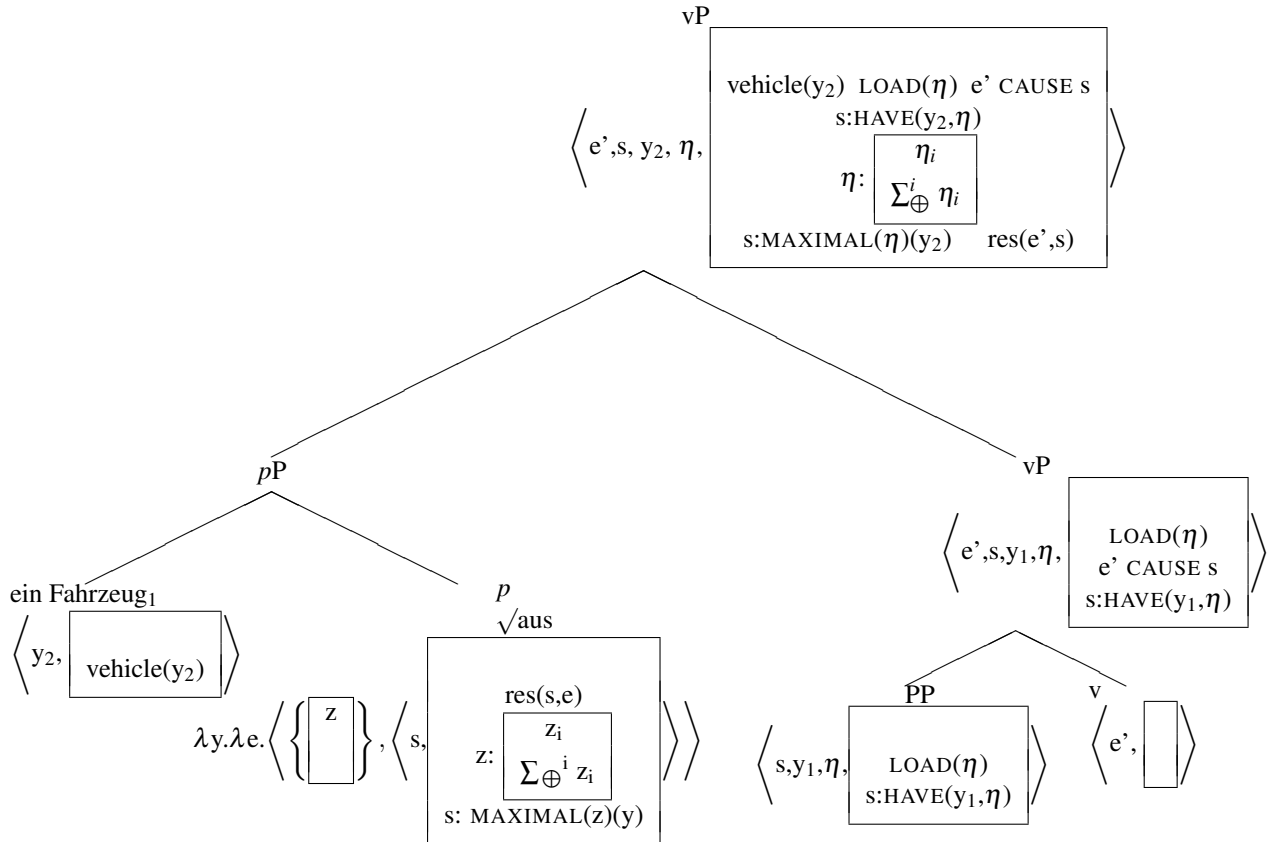 vP
vehicle(y₂) LOAD(η) e' CAUSE s
s:HAVE(y₂,η)
⟨ e',s, y₂, η, ⟩
η: ηᵢ
∑⊕ⁱ ηᵢ
s:MAXIMAL(η)(y₂) res(e',s)
pP
vP
⟨ e',s,y₁,η, ⟩
LOAD(η)
e' CAUSE s
s:HAVE(y₁,η)
ein Fahrzeug₁
⟨ y₂, vehicle(y₂) ⟩
p
√aus
λy.λe.⟨ { z } , ⟨ s, ⟩ ⟩
res(s,e)
z: zᵢ
∑⊕ⁱ zᵢ
s: MAXIMAL(z)(y)
PP
⟨ s,y₁,η, ⟩
LOAD(η)
s:HAVE(y₁,η)
v
⟨ e', ⟩